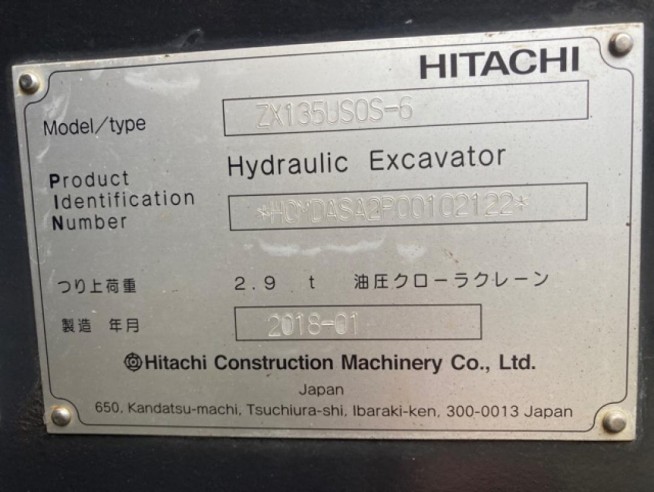 HITACHI
Model/type ZX135USOS-6
Hydraulic Excavator
Product
Identification
Number
*HCMD4SA2P00102122*
つり上荷重 2.9 t 油圧クローラクレーン
製造 年月 2018-01
Hitachi Construction Machinery Co., Ltd.
Japan
650, Kandatsu-machi, Tsuchiura-shi, Ibaraki-ken, 300-0013 Japan